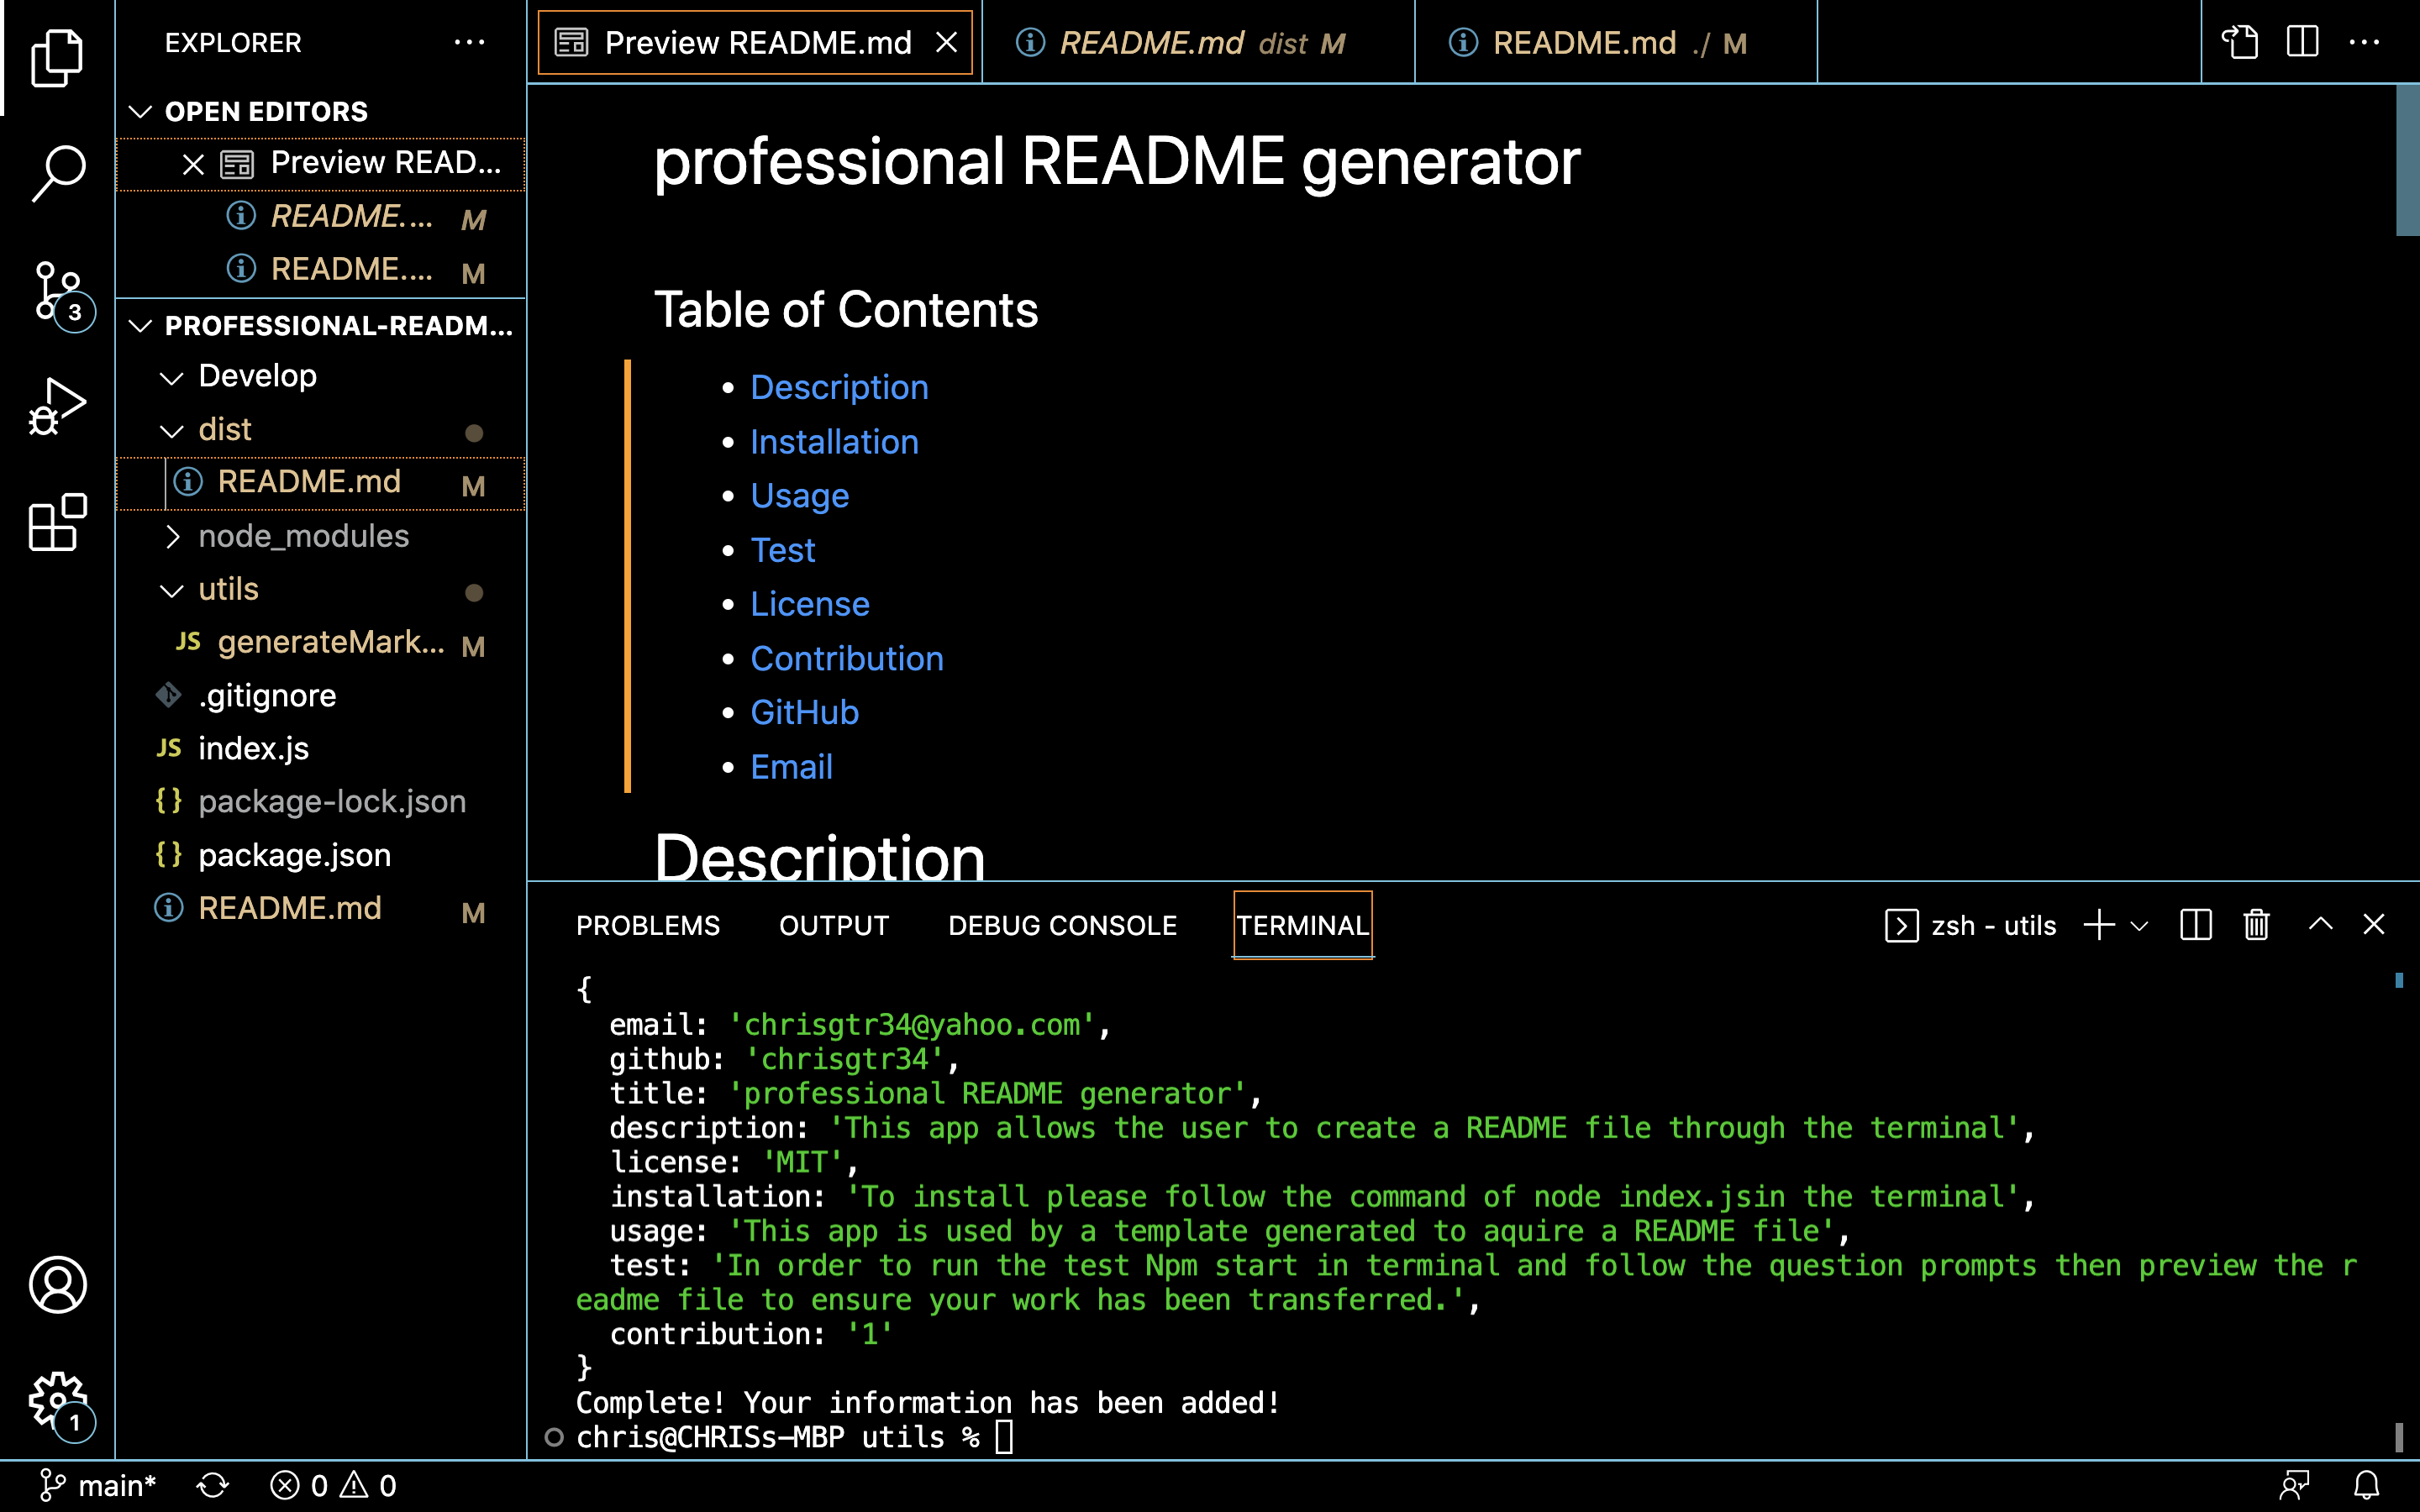 EXPLORER
Preview README.md
README.md dist M
README.md ./ M
OPEN EDITORS
Preview READ...
README.... M
README.... M
PROFESSIONAL-READM...
Develop
dist
README.md M
node_modules
utils
JS generateMark... M
.gitignore
JS index.js
{} package-lock.json
{} package.json
README.md M
3
1
professional README generator
Table of Contents
• Description
• Installation
• Usage
• Test
• License
• Contribution
• GitHub
• Email
Description
PROBLEMS OUTPUT DEBUG CONSOLE TERMINAL
zsh - utils
{
email: 'chrisgtr34@yahoo.com',
github: 'chrisgtr34',
title: 'professional README generator',
description: 'This app allows the user to create a README file through the terminal',
license: 'MIT',
installation: 'To install please follow the command of node index.jsin the terminal',
usage: 'This app is used by a template generated to aquire a README file',
test: 'In order to run the test Npm start in terminal and follow the question prompts then preview the r
eadme file to ensure your work has been transferred.',
contribution: '1'
}
Complete! Your information has been added!
chris@CHRISs-MBP utils %
main* 0 0